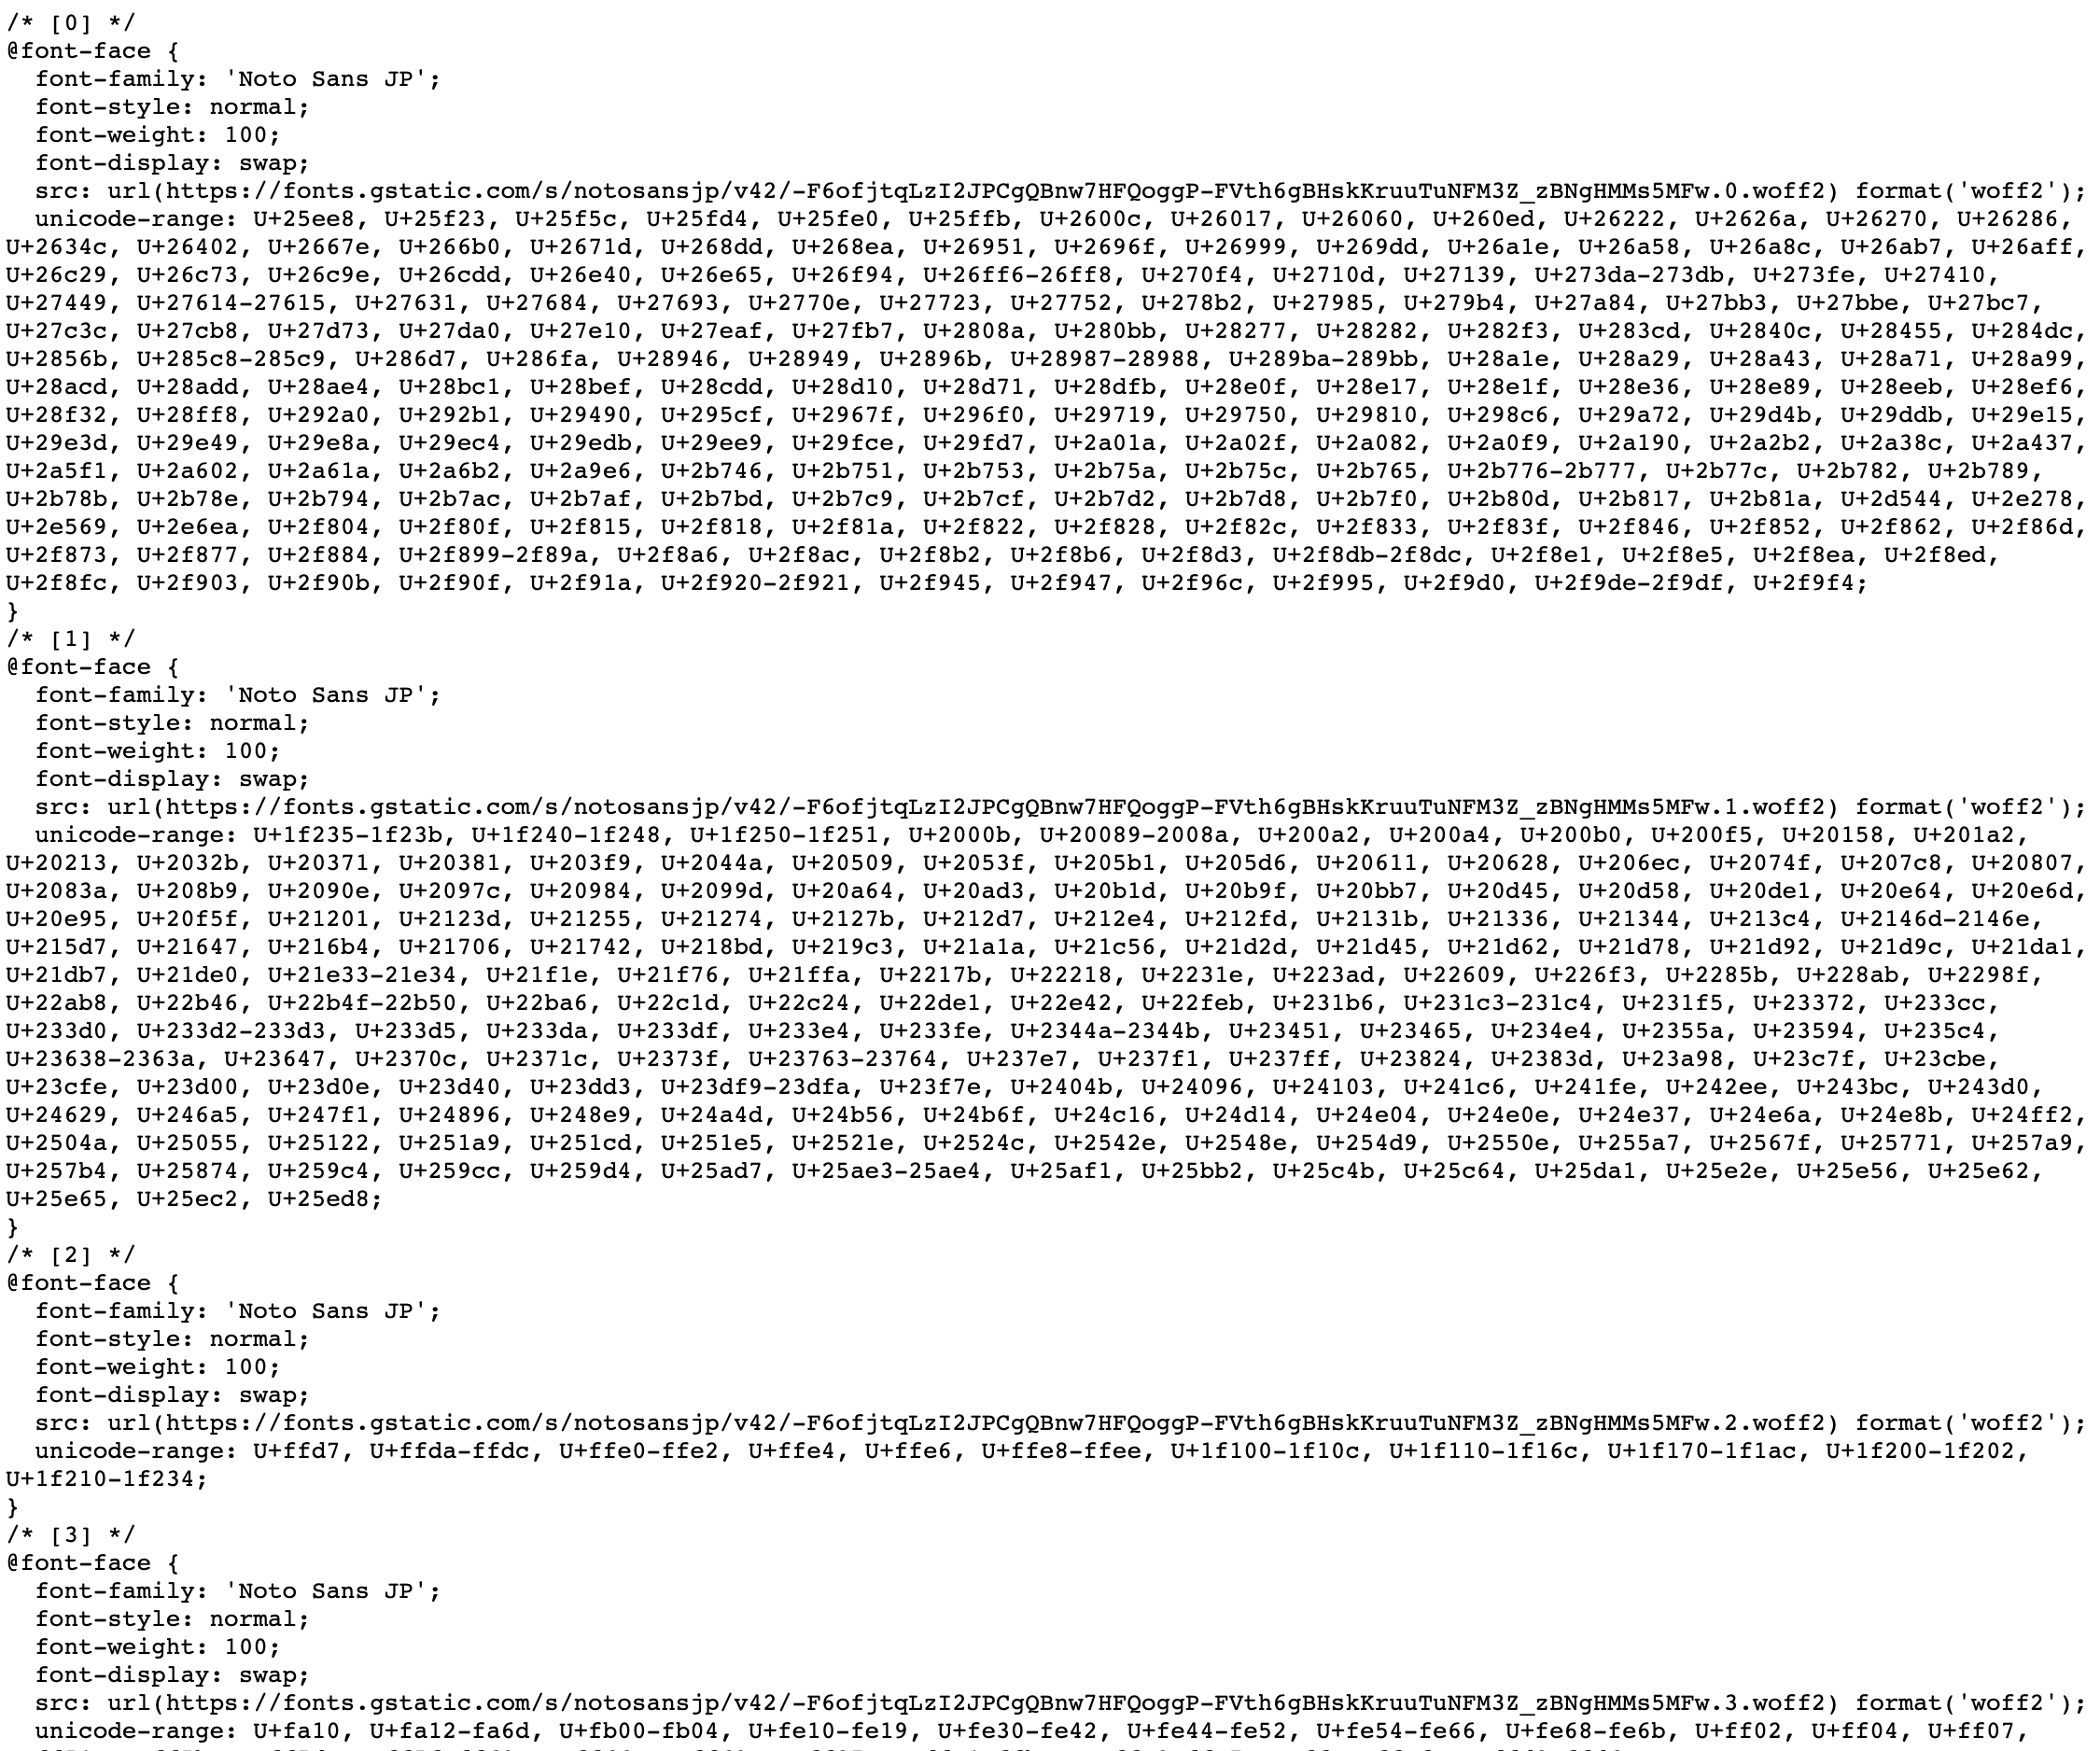 /* [0] */
@font-face {
  font-family: 'Noto Sans JP';
  font-style: normal;
  font-weight: 100;
  font-display: swap;
  src: url(https://fonts.gstatic.com/s/notosansjp/v42/-F6ofjtqLzI2JPCgQBnw7HFQoggP-FVth6gBHskKruuTuNFM3Z_zBNgHMMs5MFw.0.woff2) format('woff2');
  unicode-range: U+25ee8, U+25f23, U+25f5c, U+25fd4, U+25fe0, U+25ffb, U+2600c, U+26017, U+26060, U+260ed, U+26222, U+2626a, U+26270, U+26286,
U+2634c, U+26402, U+2667e, U+266b0, U+2671d, U+268dd, U+268ea, U+26951, U+2696f, U+26999, U+269dd, U+26a1e, U+26a58, U+26a8c, U+26ab7, U+26aff,
U+26c29, U+26c73, U+26c9e, U+26cdd, U+26e40, U+26e65, U+26f94, U+26ff6-26ff8, U+270f4, U+2710d, U+27139, U+273da-273db, U+273fe, U+27410,
U+27449, U+27614-27615, U+27631, U+27684, U+27693, U+2770e, U+27723, U+27752, U+278b2, U+27985, U+279b4, U+27a84, U+27bb3, U+27bbe, U+27bc7,
U+27c3c, U+27cb8, U+27d73, U+27da0, U+27e10, U+27eaf, U+27fb7, U+2808a, U+280bb, U+28277, U+28282, U+282f3, U+283cd, U+2840c, U+28455, U+284dc,
U+2856b, U+285c8-285c9, U+286d7, U+286fa, U+28946, U+28949, U+2896b, U+28987-28988, U+289ba-289bb, U+28a1e, U+28a29, U+28a43, U+28a71, U+28a99,
U+28acd, U+28add, U+28ae4, U+28bc1, U+28bef, U+28cdd, U+28d10, U+28d71, U+28dfb, U+28e0f, U+28e17, U+28e1f, U+28e36, U+28e89, U+28eeb, U+28ef6,
U+28f32, U+28ff8, U+292a0, U+292b1, U+29490, U+295cf, U+2967f, U+296f0, U+29719, U+29750, U+29810, U+298c6, U+29a72, U+29d4b, U+29ddb, U+29e15,
U+29e3d, U+29e49, U+29e8a, U+29ec4, U+29edb, U+29ee9, U+29fce, U+29fd7, U+2a01a, U+2a02f, U+2a082, U+2a0f9, U+2a190, U+2a2b2, U+2a38c, U+2a437,
U+2a5f1, U+2a602, U+2a61a, U+2a6b2, U+2a9e6, U+2b746, U+2b751, U+2b753, U+2b75a, U+2b75c, U+2b765, U+2b776-2b777, U+2b77c, U+2b782, U+2b789,
U+2b78b, U+2b78e, U+2b794, U+2b7ac, U+2b7af, U+2b7bd, U+2b7c9, U+2b7cf, U+2b7d2, U+2b7d8, U+2b7f0, U+2b80d, U+2b817, U+2b81a, U+2d544, U+2e278,
U+2e569, U+2e6ea, U+2f804, U+2f80f, U+2f815, U+2f818, U+2f81a, U+2f822, U+2f828, U+2f82c, U+2f833, U+2f83f, U+2f846, U+2f852, U+2f862, U+2f86d,
U+2f873, U+2f877, U+2f884, U+2f899-2f89a, U+2f8a6, U+2f8ac, U+2f8b2, U+2f8b6, U+2f8d3, U+2f8db-2f8dc, U+2f8e1, U+2f8e5, U+2f8ea, U+2f8ed,
U+2f8fc, U+2f903, U+2f90b, U+2f90f, U+2f91a, U+2f920-2f921, U+2f945, U+2f947, U+2f96c, U+2f995, U+2f9d0, U+2f9de-2f9df, U+2f9f4;
}
/* [1] */
@font-face {
  font-family: 'Noto Sans JP';
  font-style: normal;
  font-weight: 100;
  font-display: swap;
  src: url(https://fonts.gstatic.com/s/notosansjp/v42/-F6ofjtqLzI2JPCgQBnw7HFQoggP-FVth6gBHskKruuTuNFM3Z_zBNgHMMs5MFw.1.woff2) format('woff2');
  unicode-range: U+1f235-1f23b, U+1f240-1f248, U+1f250-1f251, U+2000b, U+20089-2008a, U+200a2, U+200a4, U+200b0, U+200f5, U+20158, U+201a2,
U+20213, U+2032b, U+20371, U+20381, U+203f9, U+2044a, U+20509, U+2053f, U+205b1, U+205d6, U+20611, U+20628, U+206ec, U+2074f, U+207c8, U+20807,
U+2083a, U+208b9, U+2090e, U+2097c, U+20984, U+2099d, U+20a64, U+20ad3, U+20b1d, U+20b9f, U+20bb7, U+20d45, U+20d58, U+20de1, U+20e64, U+20e6d,
U+20e95, U+20f5f, U+21201, U+2123d, U+21255, U+21274, U+2127b, U+212d7, U+212e4, U+212fd, U+2131b, U+21336, U+21344, U+213c4, U+2146d-2146e,
U+215d7, U+21647, U+216b4, U+21706, U+21742, U+218bd, U+219c3, U+21a1a, U+21c56, U+21d2d, U+21d45, U+21d62, U+21d78, U+21d92, U+21d9c, U+21da1,
U+21db7, U+21de0, U+21e33-21e34, U+21f1e, U+21f76, U+21ffa, U+2217b, U+22218, U+2231e, U+223ad, U+22609, U+226f3, U+2285b, U+228ab, U+2298f,
U+22ab8, U+22b46, U+22b4f-22b50, U+22ba6, U+22c1d, U+22c24, U+22de1, U+22e42, U+22feb, U+231b6, U+231c3-231c4, U+231f5, U+23372, U+233cc,
U+233d0, U+233d2-233d3, U+233d5, U+233da, U+233df, U+233e4, U+233fe, U+2344a-2344b, U+23451, U+23465, U+234e4, U+2355a, U+23594, U+235c4,
U+23638-2363a, U+23647, U+2370c, U+2371c, U+2373f, U+23763-23764, U+237e7, U+237f1, U+237ff, U+23824, U+2383d, U+23a98, U+23c7f, U+23cbe,
U+23cfe, U+23d00, U+23d0e, U+23d40, U+23dd3, U+23df9-23dfa, U+23f7e, U+2404b, U+24096, U+24103, U+241c6, U+241fe, U+242ee, U+243bc, U+243d0,
U+24629, U+246a5, U+247f1, U+24896, U+248e9, U+24a4d, U+24b56, U+24b6f, U+24c16, U+24d14, U+24e04, U+24e0e, U+24e37, U+24e6a, U+24e8b, U+24ff2,
U+2504a, U+25055, U+25122, U+251a9, U+251cd, U+251e5, U+2521e, U+2524c, U+2542e, U+2548e, U+254d9, U+2550e, U+255a7, U+2567f, U+25771, U+257a9,
U+257b4, U+25874, U+259c4, U+259cc, U+259d4, U+25ad7, U+25ae3-25ae4, U+25af1, U+25bb2, U+25c4b, U+25c64, U+25da1, U+25e2e, U+25e56, U+25e62,
U+25e65, U+25ec2, U+25ed8;
}
/* [2] */
@font-face {
  font-family: 'Noto Sans JP';
  font-style: normal;
  font-weight: 100;
  font-display: swap;
  src: url(https://fonts.gstatic.com/s/notosansjp/v42/-F6ofjtqLzI2JPCgQBnw7HFQoggP-FVth6gBHskKruuTuNFM3Z_zBNgHMMs5MFw.2.woff2) format('woff2');
  unicode-range: U+ffd7, U+ffda-ffdc, U+ffe0-ffe2, U+ffe4, U+ffe6, U+ffe8-ffee, U+1f100-1f10c, U+1f110-1f16c, U+1f170-1f1ac, U+1f200-1f202,
U+1f210-1f234;
}
/* [3] */
@font-face {
  font-family: 'Noto Sans JP';
  font-style: normal;
  font-weight: 100;
  font-display: swap;
  src: url(https://fonts.gstatic.com/s/notosansjp/v42/-F6ofjtqLzI2JPCgQBnw7HFQoggP-FVth6gBHskKruuTuNFM3Z_zBNgHMMs5MFw.3.woff2) format('woff2');
  unicode-range: U+fa10, U+fa12-fa6d, U+fb00-fb04, U+fe10-fe19, U+fe30-fe42, U+fe44-fe52, U+fe54-fe66, U+fe68-fe6b, U+ff02, U+ff04, U+ff07,